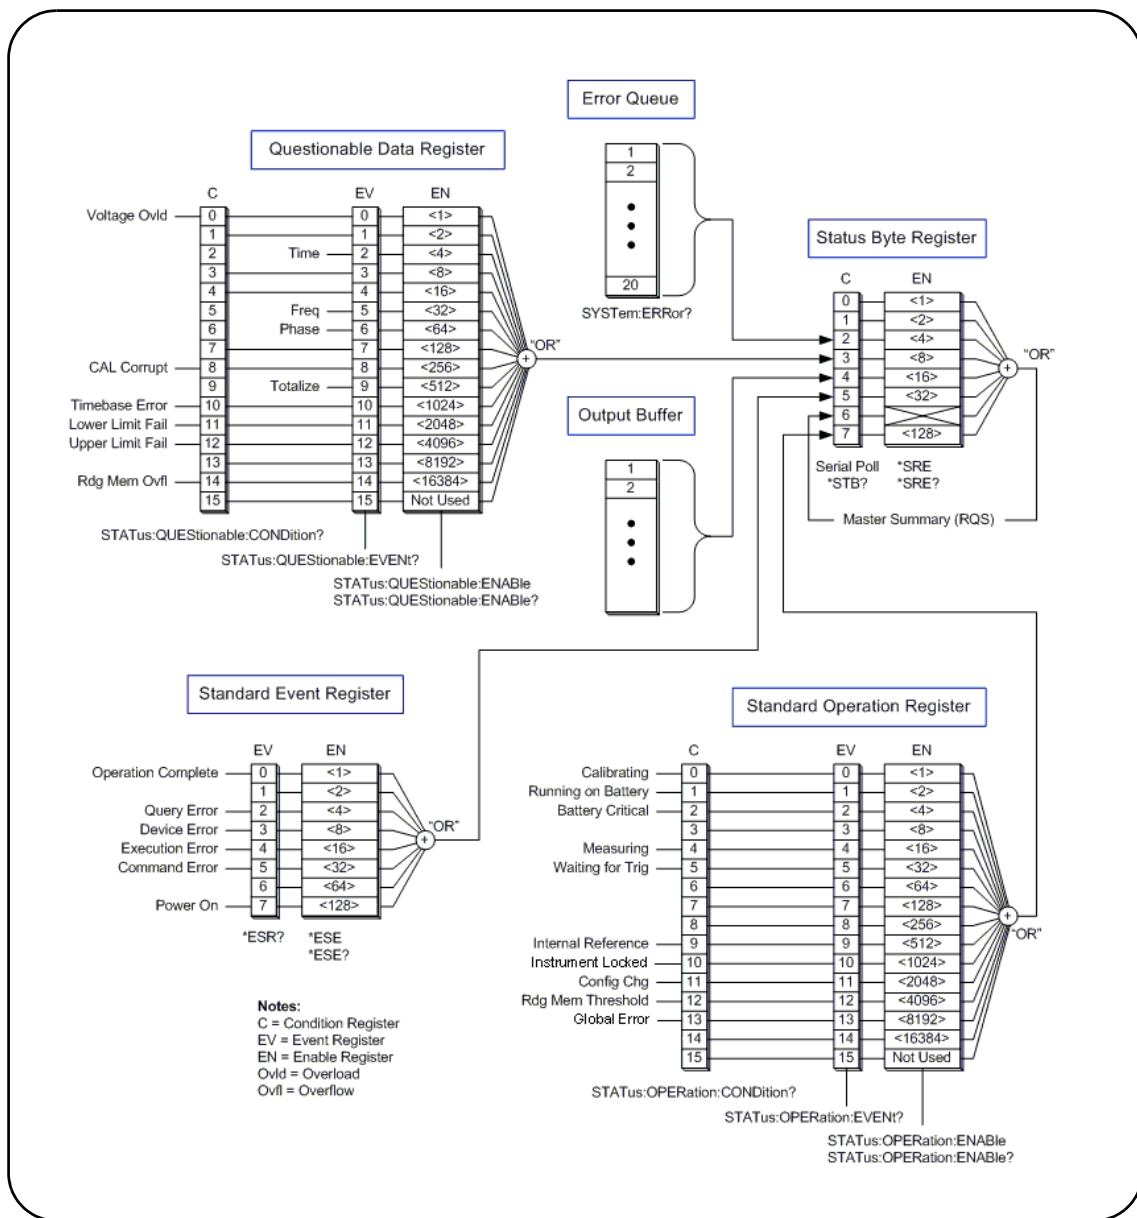 Error Queue
1
2
20
SYSTem:ERRor?
Questionable Data Register
C EV EN
Voltage Ovld 0 0 <1>
1 1 <2>
2 Time 2 <4>
3 3 <8>
4 4 <16>
5 Freq 5 <32>
6 Phase 6 <64>
7 7 <128>
CAL Corrupt 8 8 <256>
9 Totalize 9 <512>
Timebase Error 10 10 <1024>
Lower Limit Fail 11 11 <2048>
Upper Limit Fail 12 12 <4096>
13 13 <8192>
Rdg Mem Ovfl 14 14 <16384>
15 15 Not Used
"OR"
+
STATus:QUEStionable:CONDition?
STATus:QUEStionable:EVENt?
STATus:QUEStionable:ENABle
STATus:QUEStionable:ENABle?
Status Byte Register
C EN
0 <1>
1 <2>
2 <4>
3 <8>
4 <16>
5 <32>
6
7 <128>
"OR"
+
Serial Poll *SRE
*STB? *SRE?
Master Summary (RQS)
Output Buffer
1
2
Standard Event Register
EV EN
Operation Complete 0 <1>
1 <2>
Query Error 2 <4>
Device Error 3 <8>
Execution Error 4 <16>
Command Error 5 <32>
6 <64>
Power On 7 <128>
"OR"
+
*ESR? *ESE
*ESE?
Notes:
C = Condition Register
EV = Event Register
EN = Enable Register
Ovld = Overload
Ovfl = Overflow
Standard Operation Register
C EV EN
Calibrating 0 0 <1>
Running on Battery 1 1 <2>
Battery Critical 2 2 <4>
3 3 <8>
Measuring 4 4 <16>
Waiting for Trig 5 5 <32>
6 6 <64>
7 7 <128>
8 8 <256>
Internal Reference 9 9 <512>
Instrument Locked 10 10 <1024>
Config Chg 11 11 <2048>
Rdg Mem Threshold 12 12 <4096>
Global Error 13 13 <8192>
14 14 <16384>
15 15 Not Used
+
"OR"
STATus:OPERation:CONDition?
STATus:OPERation:EVENt?
STATus:OPERation:ENABle
STATus:OPERation:ENABle?